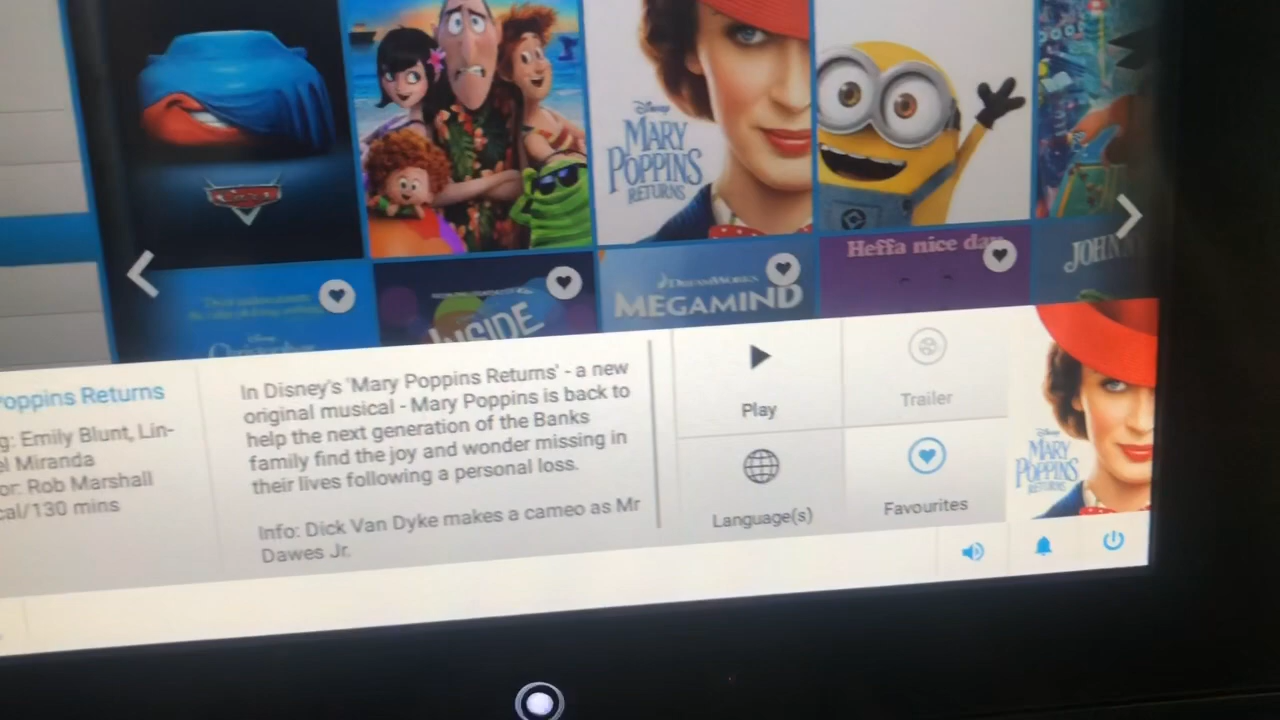 Disney
MARY
POPPINS
RETURNS
Heffa nice day
DREAMWORKS
MEGAMIND
INSIDE
Poppins Returns
g: Emily Blunt, Lin-
el Miranda
or: Rob Marshall
cal/130 mins
In Disney's 'Mary Poppins Returns' - a new
original musical - Mary Poppins is back to
help the next generation of the Banks
family find the joy and wonder missing in
their lives following a personal loss.
Info: Dick Van Dyke makes a cameo as Mr
Dawes Jr.
Play
Trailer
Language(s)
Favourites
Disney
MARY
POPPINS
RETURNS